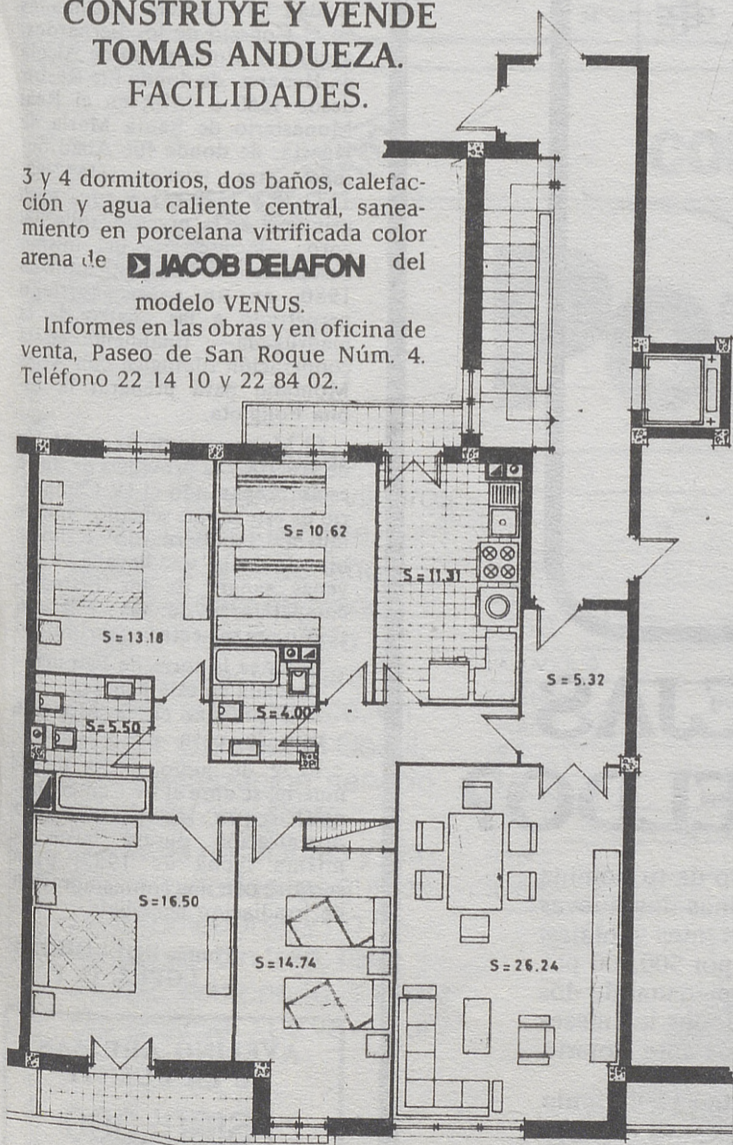 CONSTRUYE Y VENDE
TOMAS ANDUEZA.
FACILIDADES.
3 y 4 dormitorios, dos baños, calefac-
ción y agua caliente central, sanea-
miento en porcelana vitrificada color
arena de JACOB DELAFON del
modelo VENUS.
Informes en las obras y en oficina de
venta, Paseo de San Roque Núm. 4.
Teléfono 22 14 10 y 22 84 02.
S=10.62
S=11.31
S=13.18
S=5.32
S=4.00
S=5.50
S=16.50
S=14.74
S=26.24